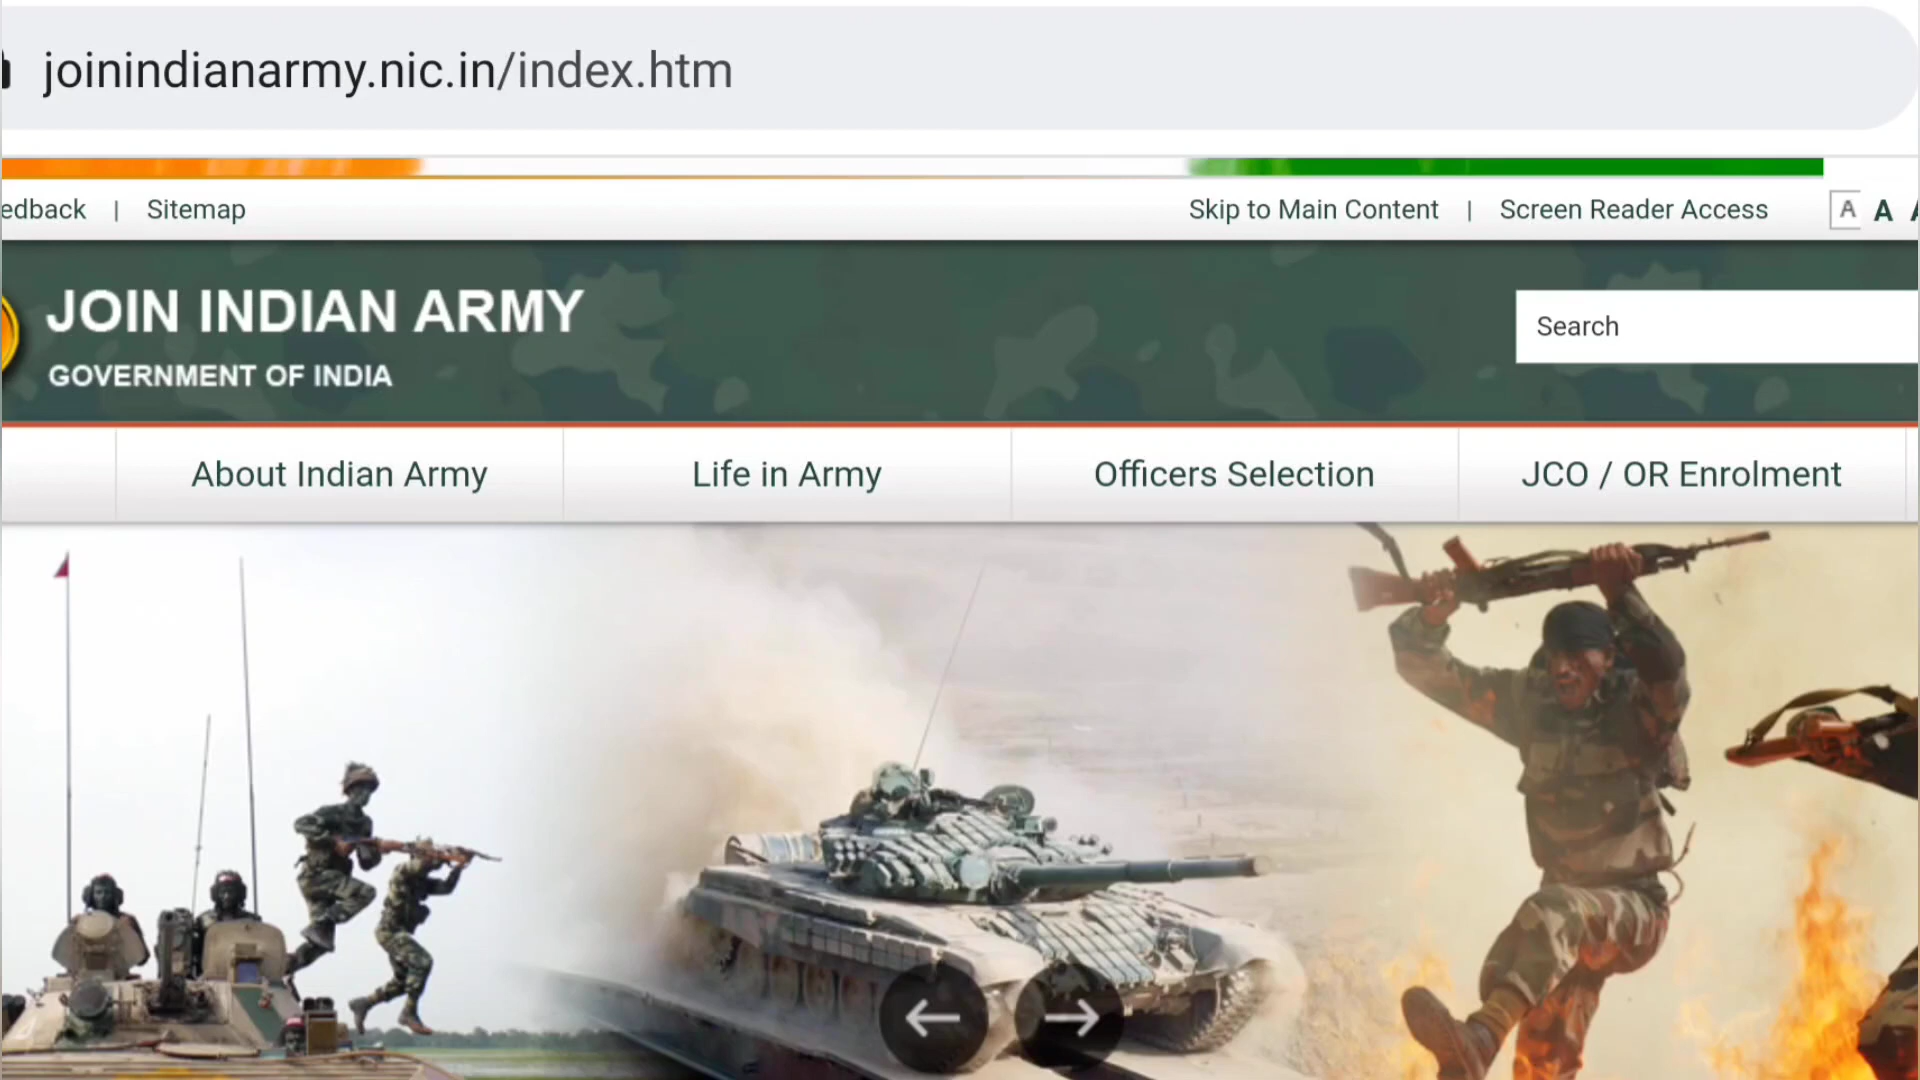 joinindianarmy.nic.in/index.htm
edback | Sitemap
Skip to Main Content | Screen Reader Access A A
JOIN INDIAN ARMY
GOVERNMENT OF INDIA
Search
About Indian Army
Life in Army
Officers Selection
JCO / OR Enrolment